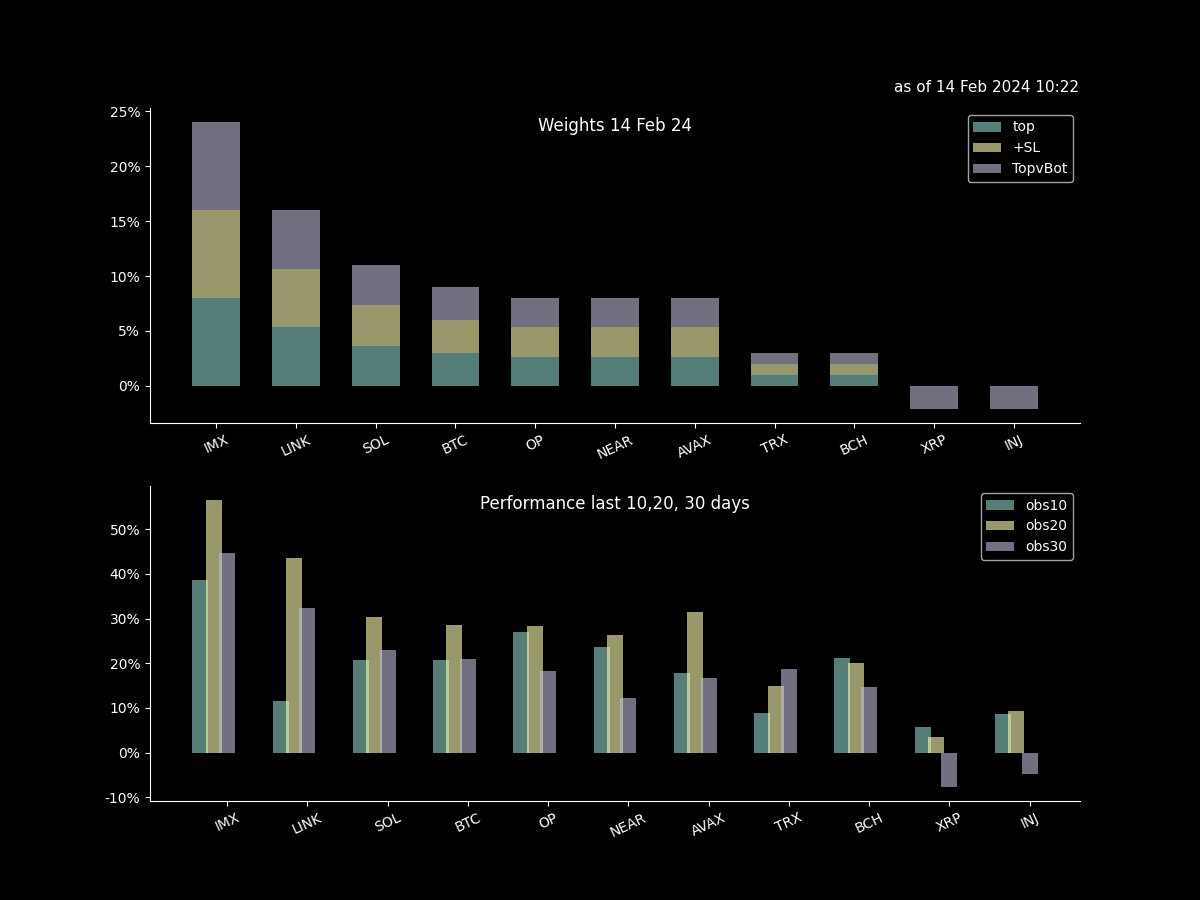 as of 14 Feb 2024 10:22
Weights 14 Feb 24
25%
20%
15%
10%
5%
0%
top
+SL
TopvBot
IMX LINK SOL BTC OP NEAR AVAX TRX BCH XRP INJ
Performance last 10,20, 30 days
50%
40%
30%
20%
10%
0%
-10%
obs10
obs20
obs30
IMX LINK SOL BTC OP NEAR AVAX TRX BCH XRP INJ